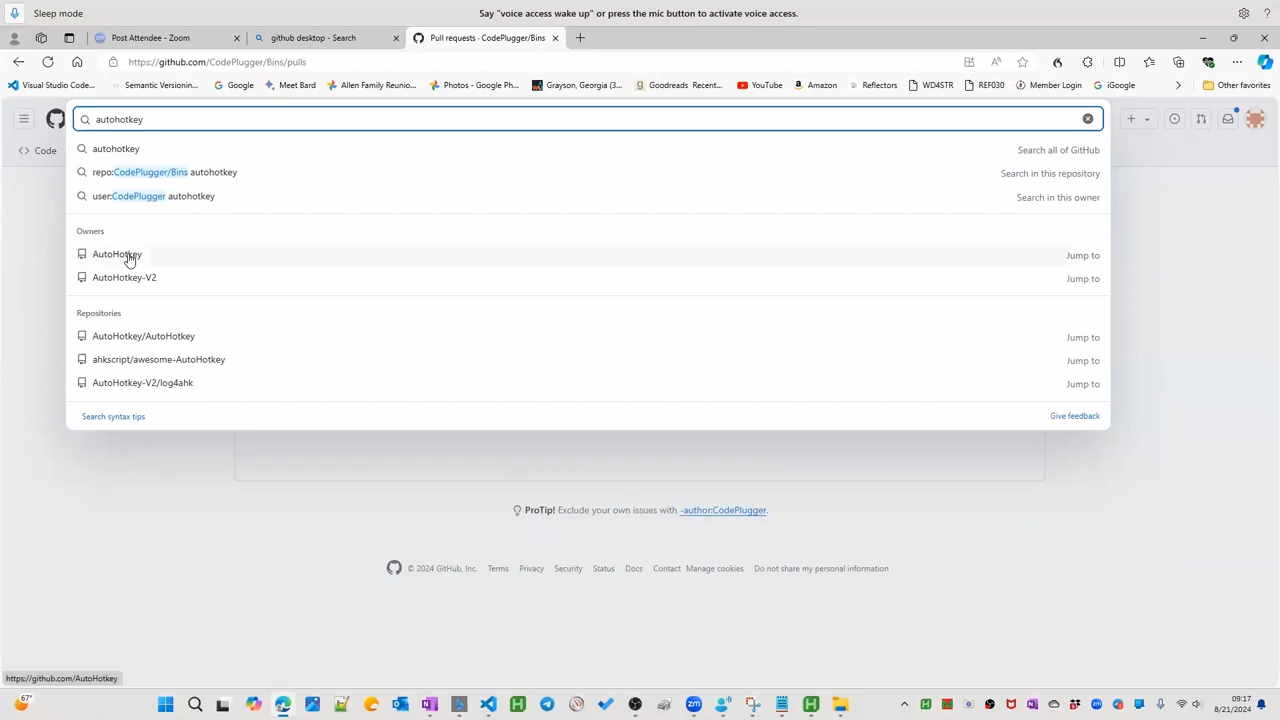 Sleep mode
Say "voice access wake up" or press the mic button to activate voice access.
Post Attendee - Zoom
github desktop - Search
Pull requests · CodePlugger/Bins
https://github.com/CodePlugger/Bins/pulls
Visual Studio Code...
Semantic Versionin...
Google
Meet Bard
Allen Family Reunio...
Photos - Google Ph...
Grayson, Georgia (3...
Goodreads Recent...
YouTube
Amazon
Reflectors
WD4STR
REF030
Member Login
iGoogle
Other favorites
autohotkey
Code
autohotkey
Search all of GitHub
repo:CodePlugger/Bins autohotkey
Search in this repository
user:CodePlugger autohotkey
Search in this owner
Owners
AutoHotkey
Jump to
AutoHotkey-V2
Jump to
Repositories
AutoHotkey/AutoHotkey
Jump to
ahkscript/awesome-AutoHotkey
Jump to
AutoHotkey-V2/log4ahk
Jump to
Search syntax tips
Give feedback
ProTip! Exclude your own issues with -author:CodePlugger.
© 2024 GitHub, Inc.
Terms
Privacy
Security
Status
Docs
Contact
Manage cookies
Do not share my personal information
https://github.com/AutoHotkey
67°
09:17
8/21/2024